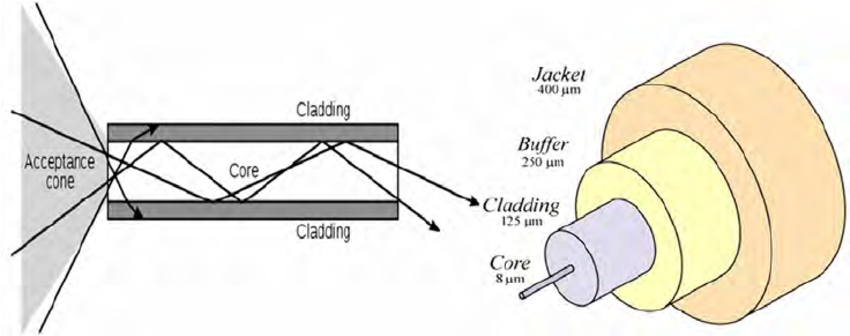 Cladding
Acceptance
cone
Core
Cladding
Jacket
400 µm
Buffer
250 µm
Cladding
125 µm
Core
8 µm